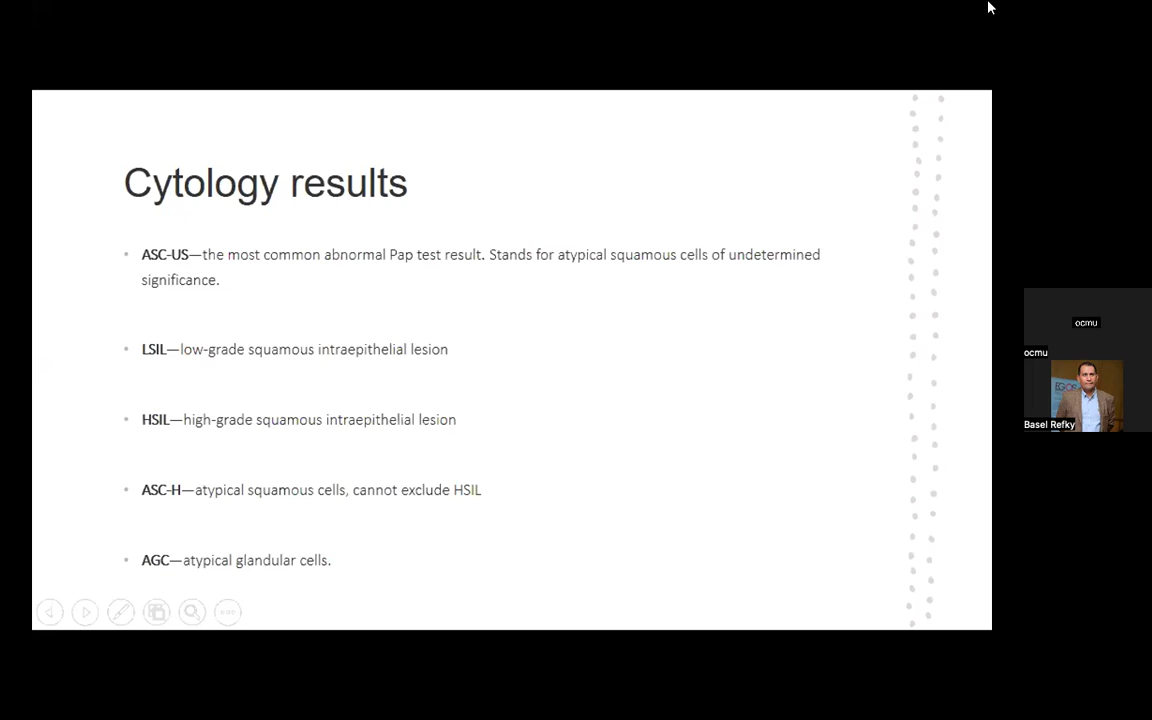 Cytology results
• ASC-US—the most common abnormal Pap test result. Stands for atypical squamous cells of undetermined
significance.
• LSIL—low-grade squamous intraepithelial lesion
• HSIL—high-grade squamous intraepithelial lesion
• ASC-H—atypical squamous cells, cannot exclude HSIL
• AGC—atypical glandular cells.
ocmu
ocmu
EGOS
Basel Refky